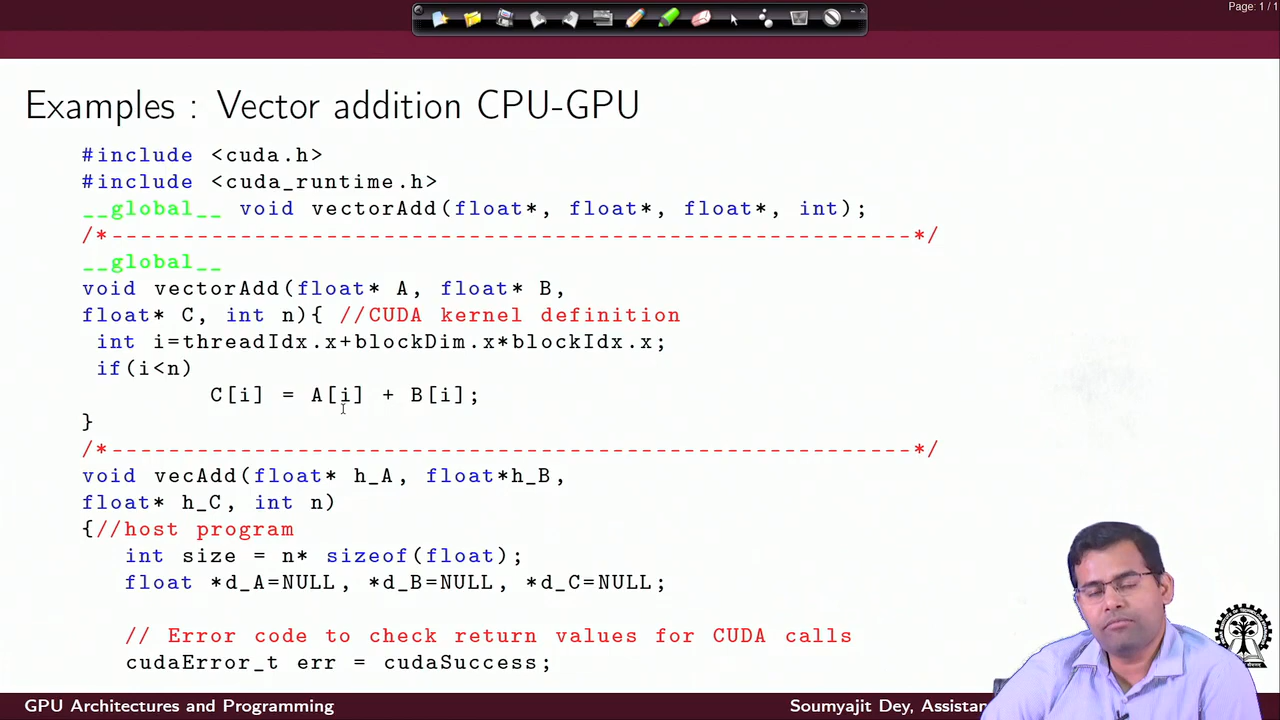 Page: 1 / 1
Examples : Vector addition CPU-GPU
#include <cuda.h>
#include <cuda_runtime.h>
__global__ void vectorAdd(float*, float*, float*, int);
/*--------------------------------------------------------*/
__global__
void vectorAdd(float* A, float* B,
float* C, int n){ //CUDA kernel definition
int i=threadIdx.x+blockDim.x*blockIdx.x;
if(i<n)
C[i] = A[i] + B[i];
}
/*--------------------------------------------------------*/
void vecAdd(float* h_A, float*h_B,
float* h_C, int n)
{//host program
int size = n* sizeof(float);
float *d_A=NULL, *d_B=NULL, *d_C=NULL;
// Error code to check return values for CUDA calls
cudaError_t err = cudaSuccess;
GPU Architectures and Programming
Soumyajit Dey, Assistan